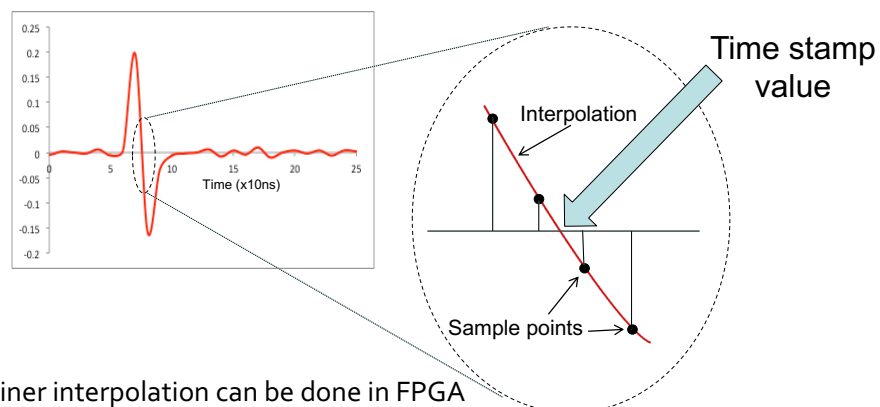 0.25
0.2
0.15
0.1
0.05
0
-0.05
-0.1
-0.15
-0.2
0 5 10 15 20 25
Time (x10ns)
Time stamp
value
Interpolation
Sample points
iner interpolation can be done in FPGA